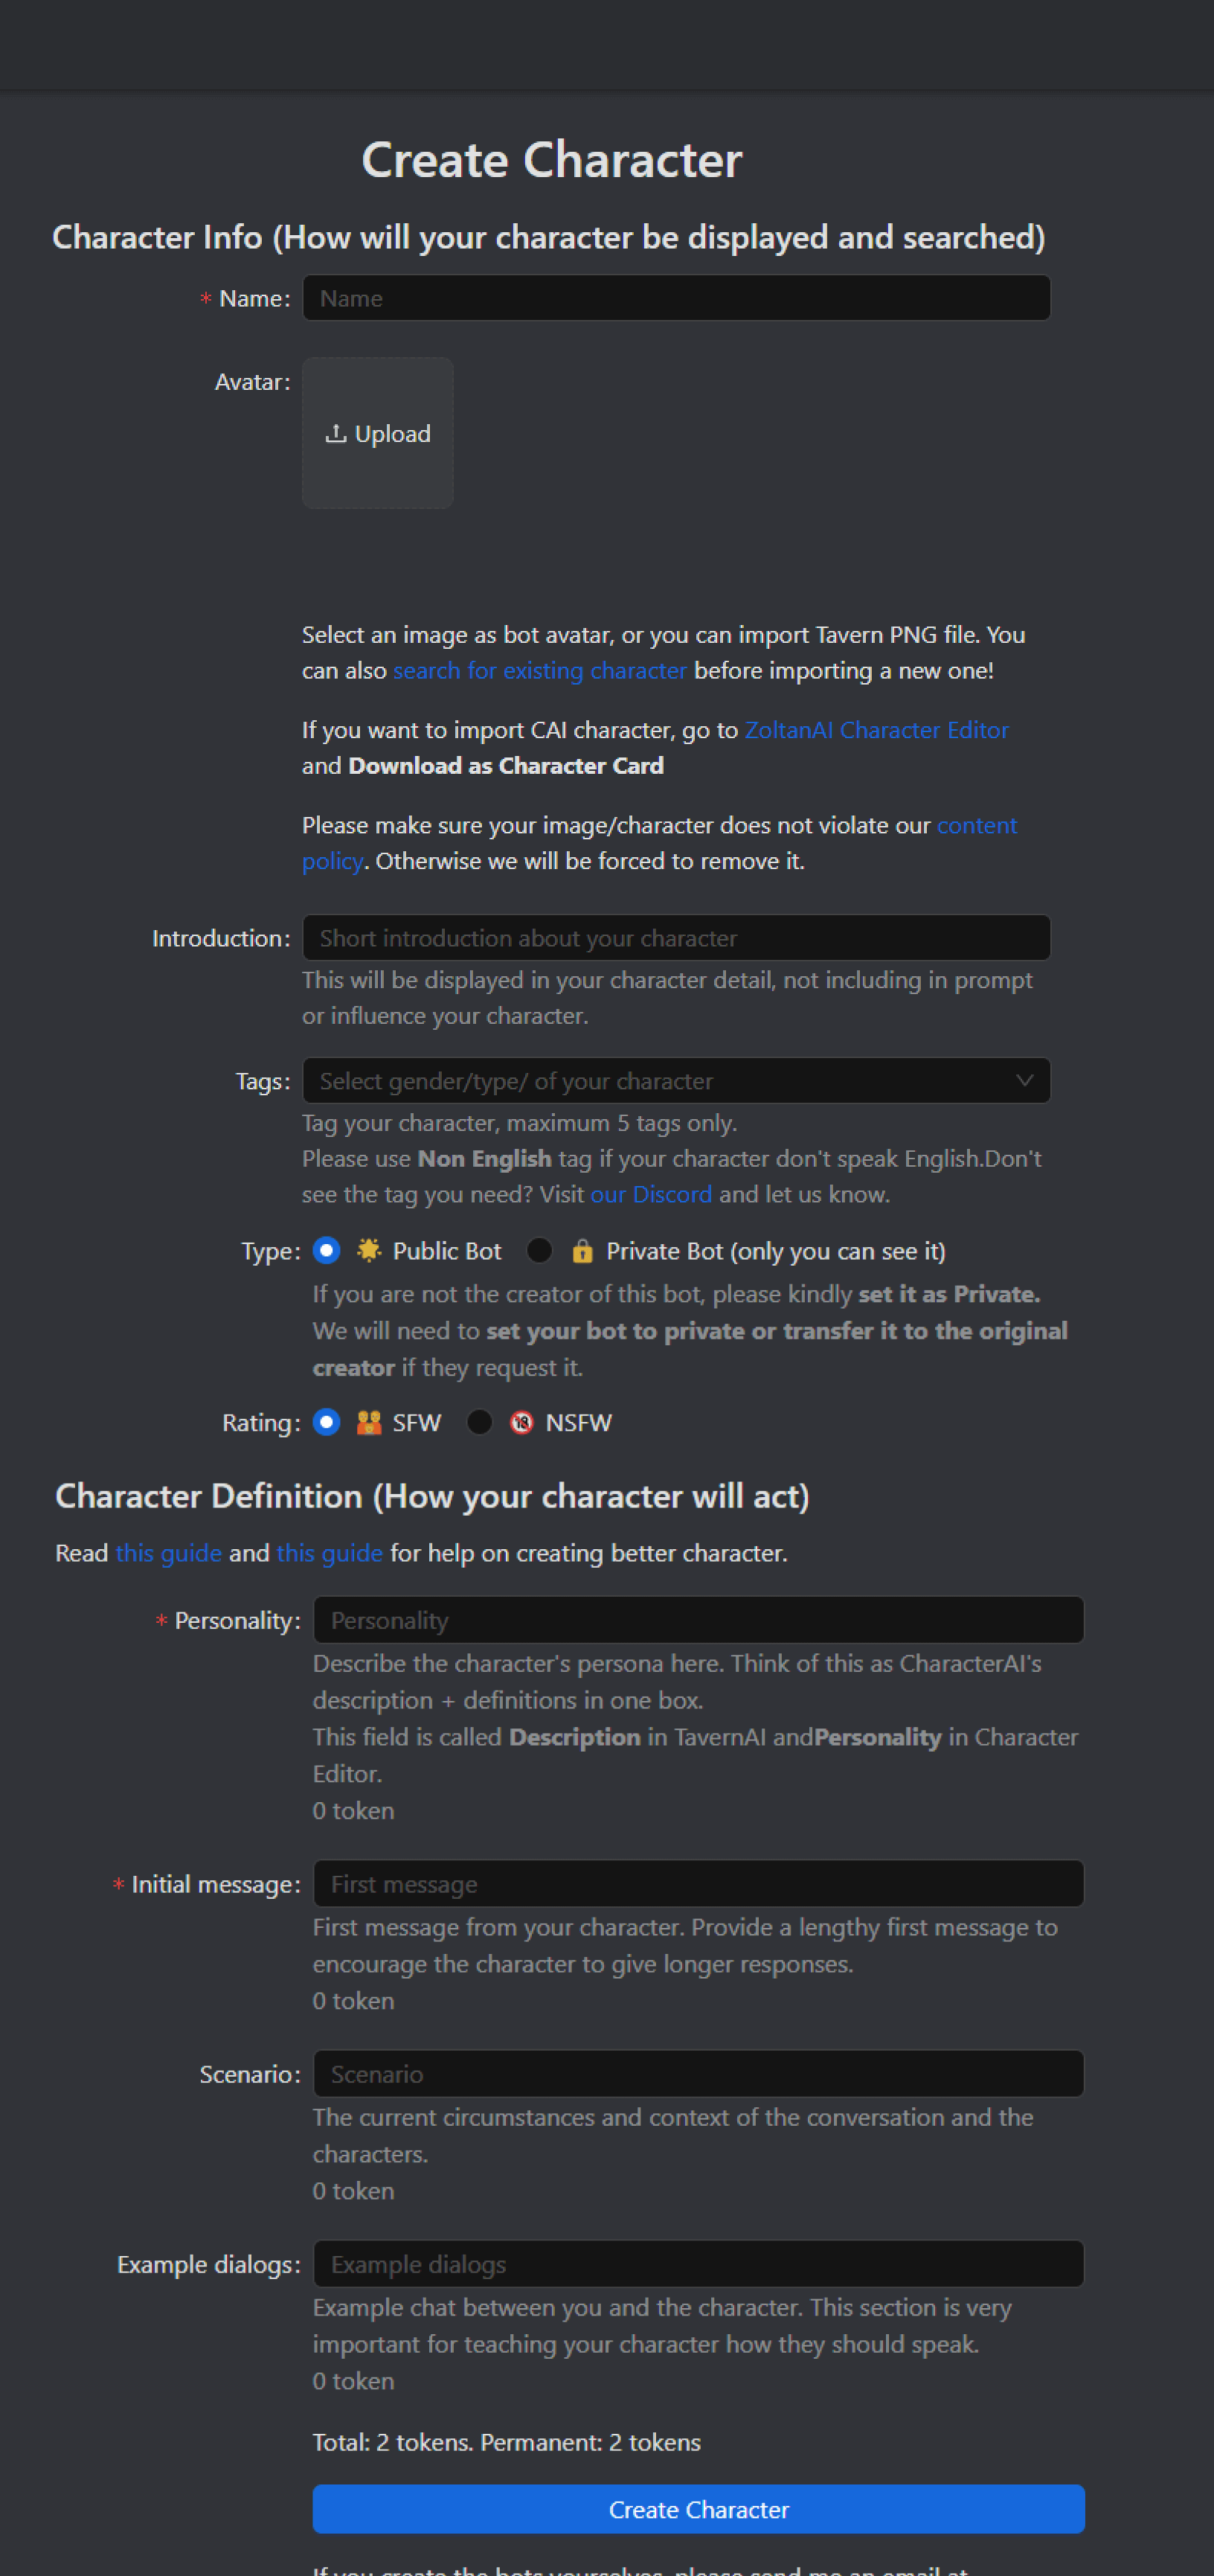 Create Character
Character Info (How will your character be displayed and searched)
* Name: Name
Avatar:
Upload
Select an image as bot avatar, or you can import Tavern PNG file. You
can also search for existing character before importing a new one!
If you want to import CAI character, go to ZoltanAI Character Editor
and Download as Character Card
Please make sure your image/character does not violate our content
policy. Otherwise we will be forced to remove it.
Introduction: Short introduction about your character
This will be displayed in your character detail, not including in prompt
or influence your character.
Tags: Select gender/type/ of your character
Tag your character, maximum 5 tags only.
Please use Non English tag if your character don't speak English.Don't
see the tag you need? Visit our Discord and let us know.
Type: 🌟 Public Bot 🔒 Private Bot (only you can see it)
If you are not the creator of this bot, please kindly set it as Private.
We will need to set your bot to private or transfer it to the original
creator if they request it.
Rating: SFW 🔞 NSFW
Character Definition (How your character will act)
Read this guide and this guide for help on creating better character.
* Personality: Personality
Describe the character's persona here. Think of this as CharacterAI's
description + definitions in one box.
This field is called Description in TavernAI andPersonality in Character
Editor.
0 token
* Initial message: First message
First message from your character. Provide a lengthy first message to
encourage the character to give longer responses.
0 token
Scenario: Scenario
The current circumstances and context of the conversation and the
characters.
0 token
Example dialogs: Example dialogs
Example chat between you and the character. This section is very
important for teaching your character how they should speak.
0 token
Total: 2 tokens. Permanent: 2 tokens
Create Character
If you create the bots yourselves, please send me an email at